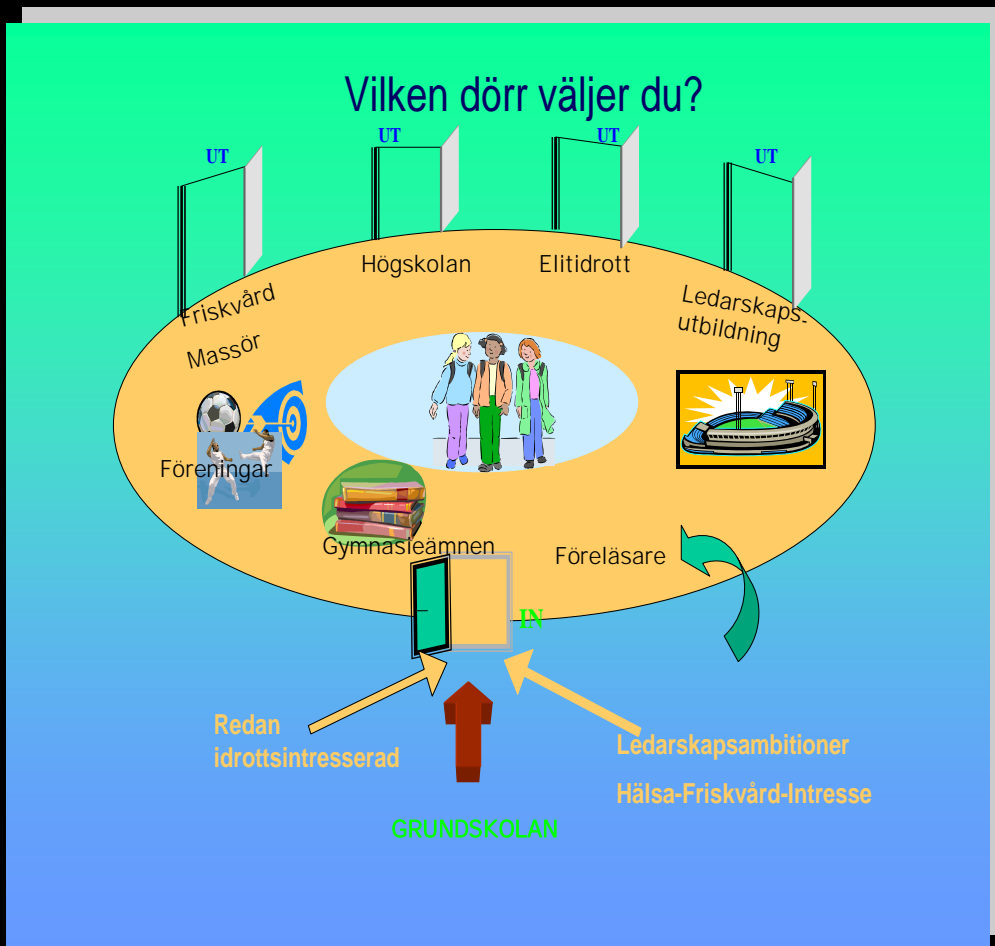 Vilken dörr väljer du?
UT
UT
UT
UT
Högskolan
Elitidrott
Friskvård
Massör
Ledarskaps-
utbildning
Föreningar
Gymnasieämnen
Föreläsare
IN
Redan
idrottsintresserad
Ledarskapsambitioner
Hälsa-Friskvård-Intresse
GRUNDSKOLAN